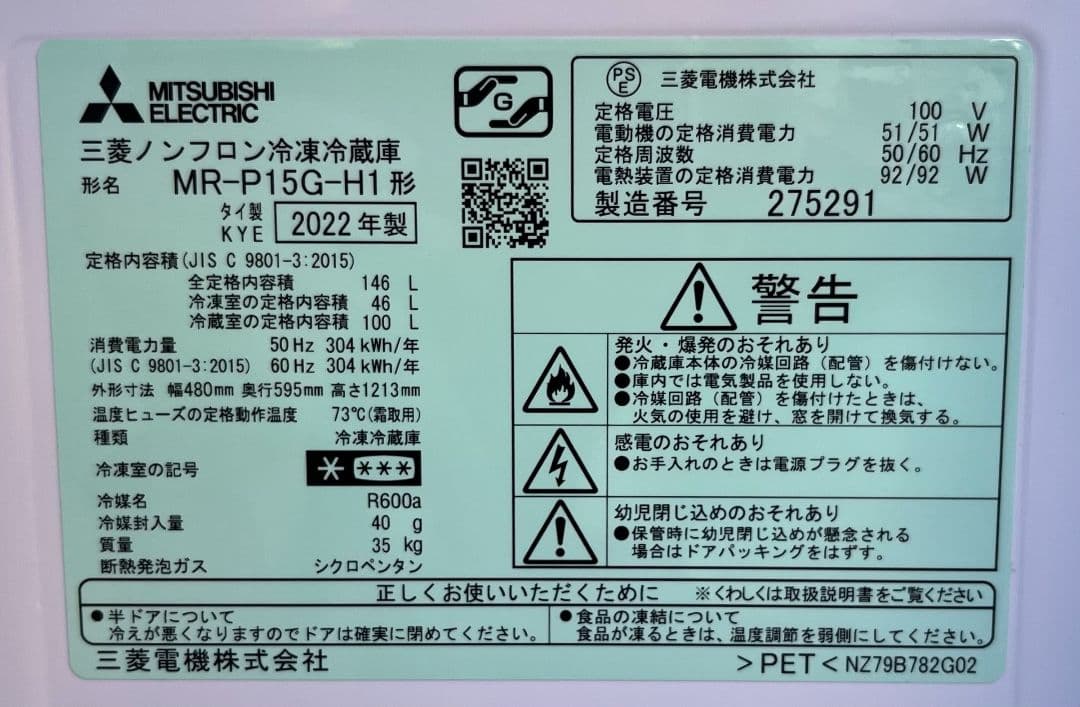 MITSUBISHI
ELECTRIC
三菱ノンフロン冷凍冷蔵庫
形名 MR-P15G-H1形
タイ製
KYE
2022年製
定格内容積(JIS C 9801-3:2015)
全定格内容積 146 L
冷凍室の定格内容積 46 L
冷蔵室の定格内容積 100 L
消費電力量 50 Hz 304 kWh/年
(JIS C 9801-3:2015) 60 Hz 304 kWh/年
外形寸法 幅480mm 奥行595mm 高さ1213mm
温度ヒューズの定格動作温度 73℃(霜取用)
種類 冷凍冷蔵庫
冷凍室の記号 * ***
冷媒名 R600a
冷媒封入量 40 g
質量 35 kg
断熱発泡ガス シクロペンタン
G
PS
E
三菱電機株式会社
定格電圧 100 V
電動機の定格消費電力 51/51 W
定格周波数 50/60 Hz
電熱装置の定格消費電力 92/92 W
製造番号 275291
警告
発火・爆発のおそれあり
●冷蔵庫本体の冷媒回路(配管)を傷付けない。
●庫内では電気製品を使用しない。
●冷媒回路(配管)を傷付けたときは、
火気の使用を避け、窓を開けて換気する。
感電のおそれあり
●お手入れのときは電源プラグを抜く。
幼児閉じ込めのおそれあり
●保管時に幼児閉じ込めが懸念される
場合はドアパッキングをはずす。
正しくお使いいただくために ※くわしくは取扱説明書をご覧ください
●半ドアについて
冷えが悪くなりますのでドアは確実に閉めてください。
●食品の凍結について
食品が凍るときは、温度調節を弱側にしてください。
三菱電機株式会社
>PET< NZ79B782G02